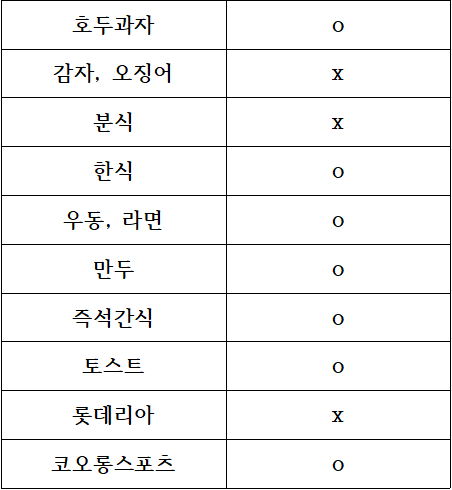 호두과자 o
감자, 오징어 x
분식 x
한식 o
우동, 라면 o
만두 o
즉석간식 o
토스트 o
롯데리아 x
코오롱스포츠 o